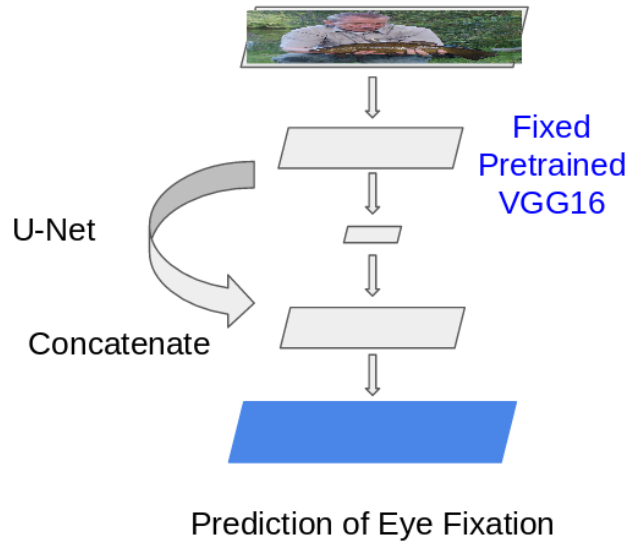 Fixed
Pretrained
VGG16
U-Net
Concatenate
Prediction of Eye Fixation